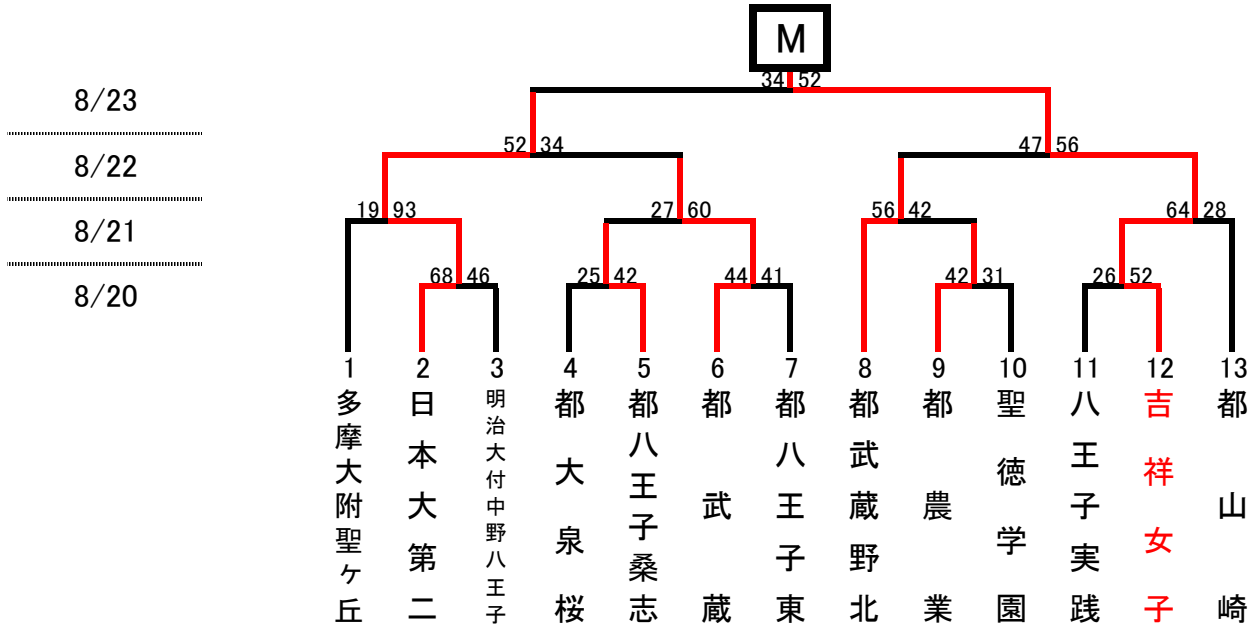 M
34 52
8/23
52 34
47 56
8/22
19 93
27 60
56 42
64 28
8/21
68 46
25 42
44 41
42 31
26 52
8/20
1 2 3 4 5 6 7 8 9 10 11 12 13
多摩大附聖ヶ丘
日本大第二
明治大付中野八王子
都大泉桜
都八王子桑志
都武蔵
都八王子東
都武蔵野北
都農業
聖徳学園
八王子実践
吉祥女子
都山崎